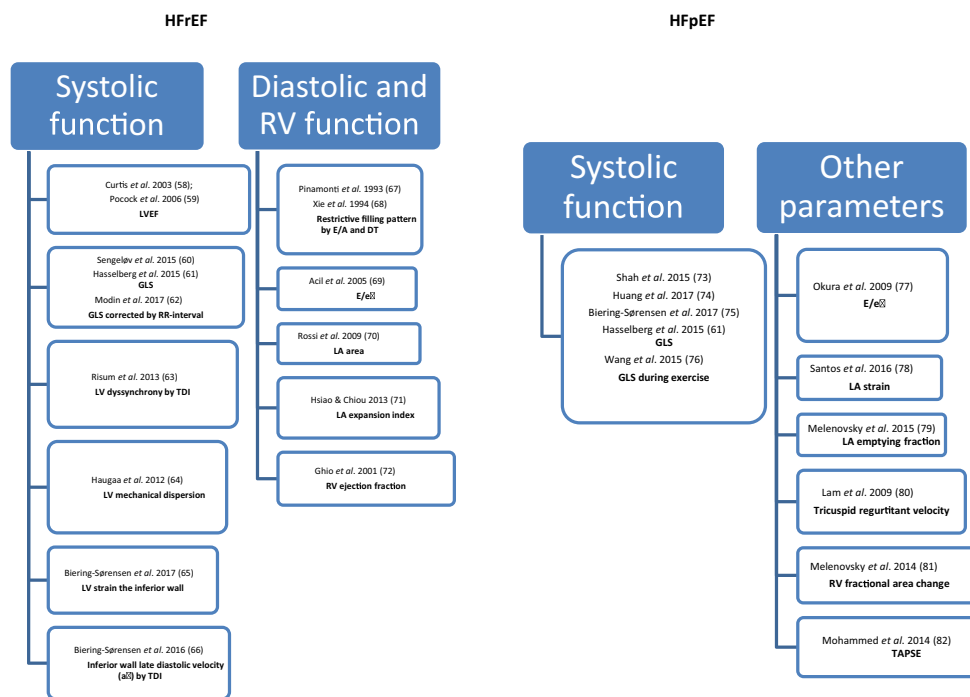 HFrEF
Systolic
function
Curtis et al. 2003 (58);
Pocock et al. 2006 (59)
LVEF
Sengeløv et al. 2015 (60)
Hasselberg et al. 2015 (61)
GLS
Modin et al. 2017 (62)
GLS corrected by RR-interval
Risum et al. 2013 (63)
LV dyssynchrony by TDI
Haugaa et al. 2012 (64)
LV mechanical dispersion
Biering-Sørensen et al. 2017 (65)
LV strain the inferior wall
Biering-Sørensen et al. 2016 (66)
Inferior wall late diastolic velocity
(a�) by TDI
Diastolic and
RV function
Pinamonti et al. 1993 (67)
Xie et al. 1994 (68)
Restrictive filling pattern
by E/A and DT
Acil et al. 2005 (69)
E/e�
Rossi et al. 2009 (70)
LA area
Hsiao & Chiou 2013 (71)
LA expansion index
Ghio et al. 2001 (72)
RV ejection fraction
HFpEF
Systolic
function
Shah et al. 2015 (73)
Huang et al. 2017 (74)
Biering-Sørensen et al. 2017 (75)
Hasselberg et al. 2015 (61)
GLS
Wang et al. 2015 (76)
GLS during exercise
Other
parameters
Okura et al. 2009 (77)
E/e�
Santos et al. 2016 (78)
LA strain
Melenovsky et al. 2015 (79)
LA emptying fraction
Lam et al. 2009 (80)
Tricuspid regurtitant velocity
Melenovsky et al. 2014 (81)
RV fractional area change
Mohammed et al. 2014 (82)
TAPSE